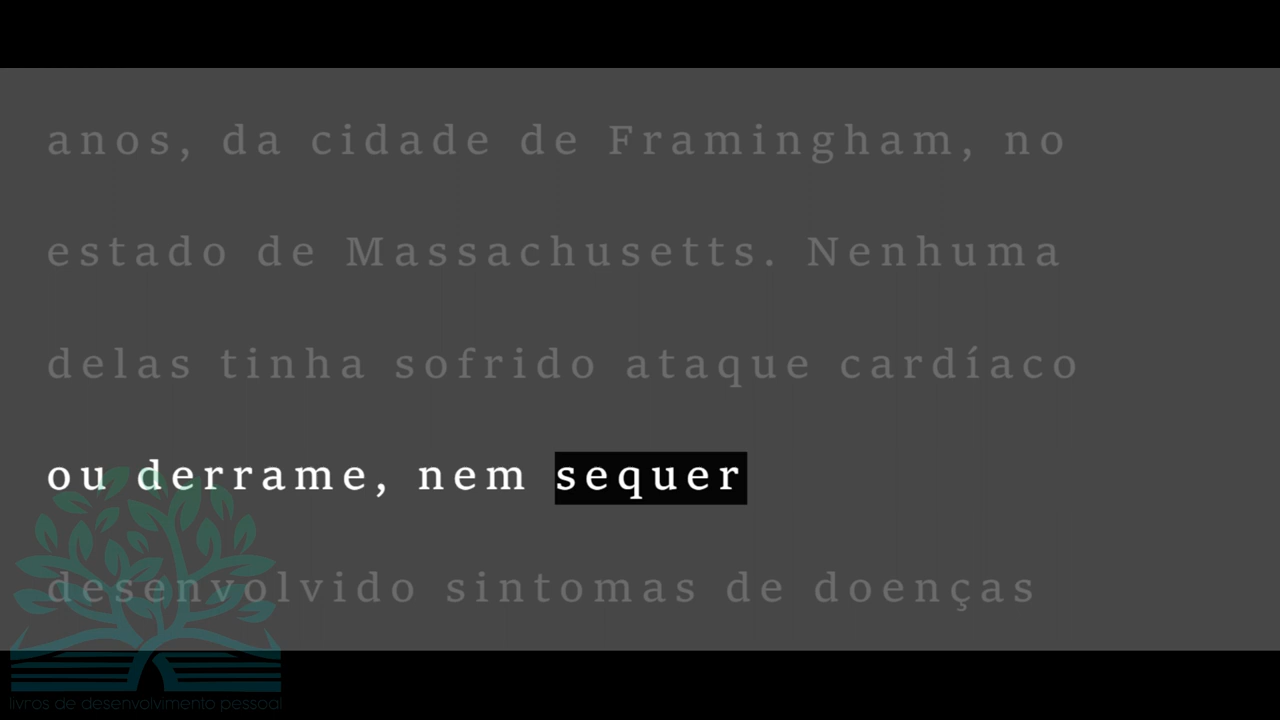 anos, da cidade de Framingham, no
estado de Massachusetts. Nenhuma
delas tinha sofrido ataque cardíaco
ou derrame, nem sequer
desenvolvido sintomas de doenças
livros de desenvolvimento pessoal